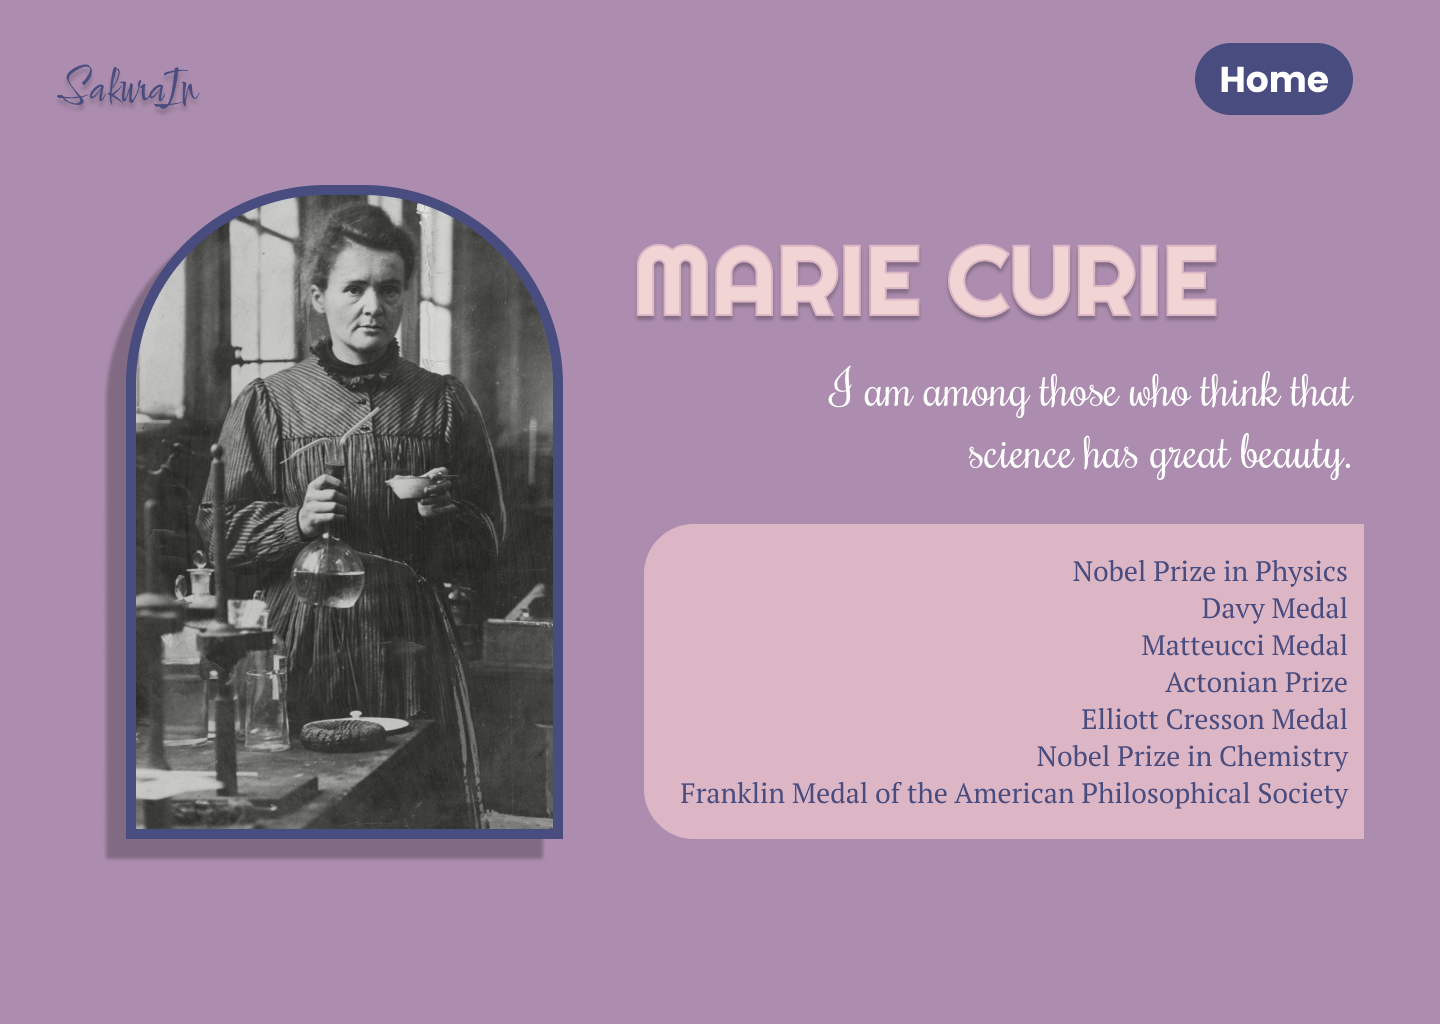 SakuraIn
Home
MARIE CURIE
I am among those who think that
science has great beauty.
Nobel Prize in Physics
Davy Medal
Matteucci Medal
Actonian Prize
Elliott Cresson Medal
Nobel Prize in Chemistry
Franklin Medal of the American Philosophical Society